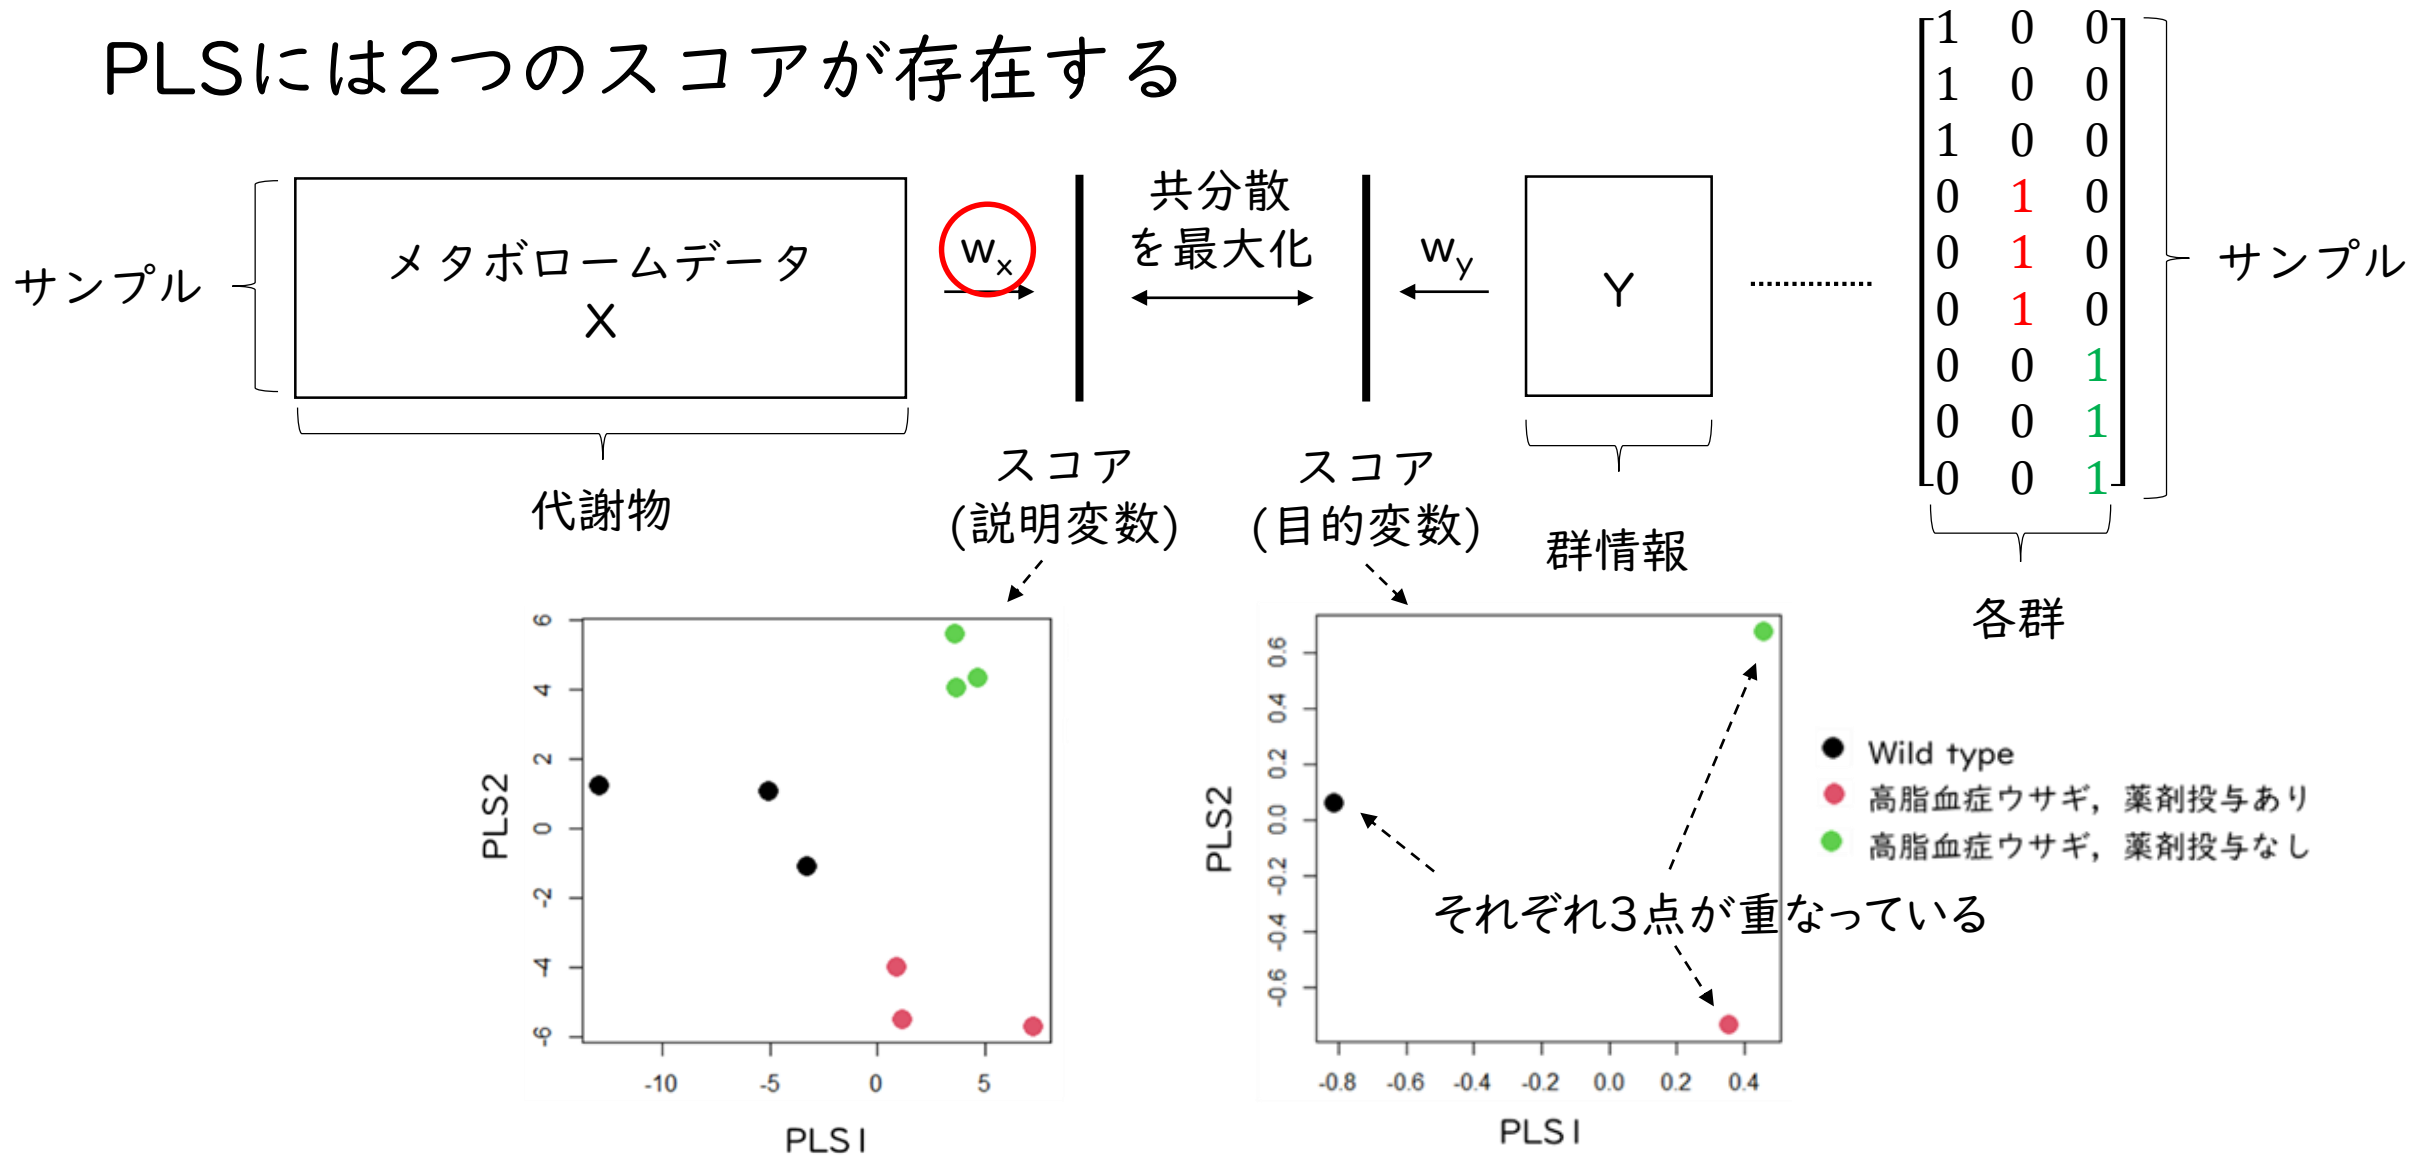 PLSには2つのスコアが存在する
サンプル
メタボロームデータ
X
wx
共分散
を最大化
wy
Y
1 0 0
1 0 0
1 0 0
0 1 0
0 1 0
0 1 0
0 0 1
0 0 1
0 0 1
サンプル
代謝物
スコア
(説明変数)
スコア
(目的変数)
群情報
各群
PLS2
6
4
2
0
-2
-4
-6
-10 -5 0 5
PLS1
PLS2
0.6
0.4
0.2
0.0
-0.2
-0.4
-0.6
-0.8 -0.6 -0.4 -0.2 0.0 0.2 0.4
PLS1
それぞれ3点が重なっている
Wild type
高脂血症ウサギ，薬剤投与あり
高脂血症ウサギ，薬剤投与なし